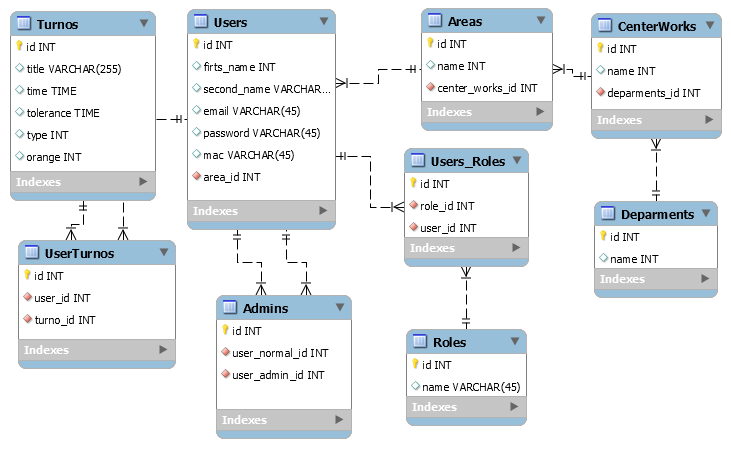 Turnos
id INT
title VARCHAR(255)
time TIME
tolerance TIME
type INT
orange INT
Indexes
Users
id INT
firts_name INT
second_name VARCHAR...
email VARCHAR(45)
password VARCHAR(45)
mac VARCHAR(45)
area_id INT
Indexes
Areas
id INT
name INT
center_works_id INT
Indexes
CenterWorks
id INT
name INT
deparments_id INT
Indexes
Users_Roles
id INT
role_id INT
user_id INT
Indexes
Deparments
id INT
name INT
Indexes
UserTurnos
id INT
user_id INT
turno_id INT
Indexes
Admins
id INT
user_normal_id INT
user_admin_id INT
Indexes
Roles
id INT
name VARCHAR(45)
Indexes